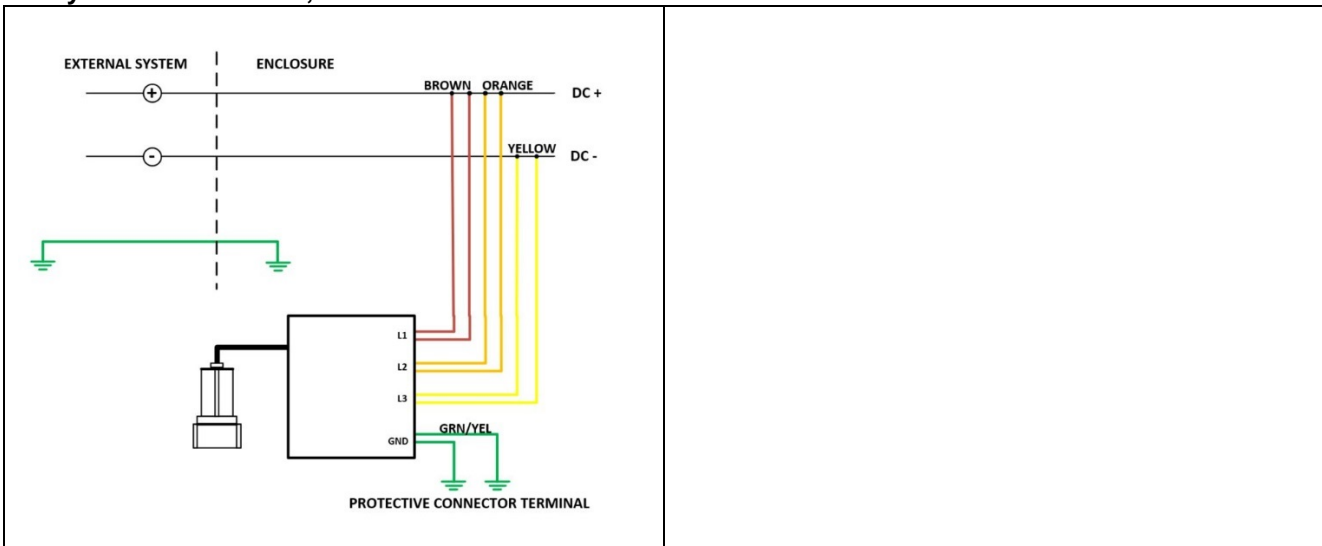 EXTERNAL SYSTEM ENCLOSURE
BROWN ORANGE
+ DC +
YELLOW
- DC -
L1
L2
L3
GRN/YEL
GND
PROTECTIVE CONNECTOR TERMINAL